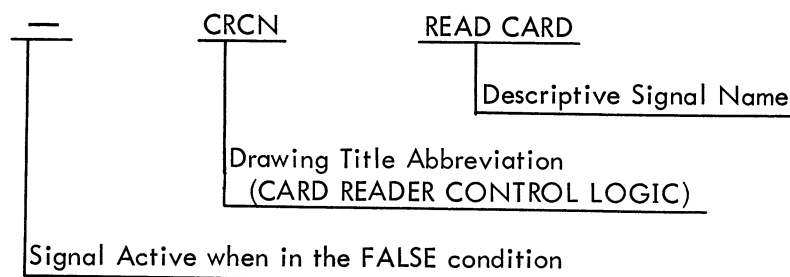 — CRCN READ CARD
Descriptive Signal Name
Drawing Title Abbreviation
(CARD READER CONTROL LOGIC)
Signal Active when in the FALSE condition